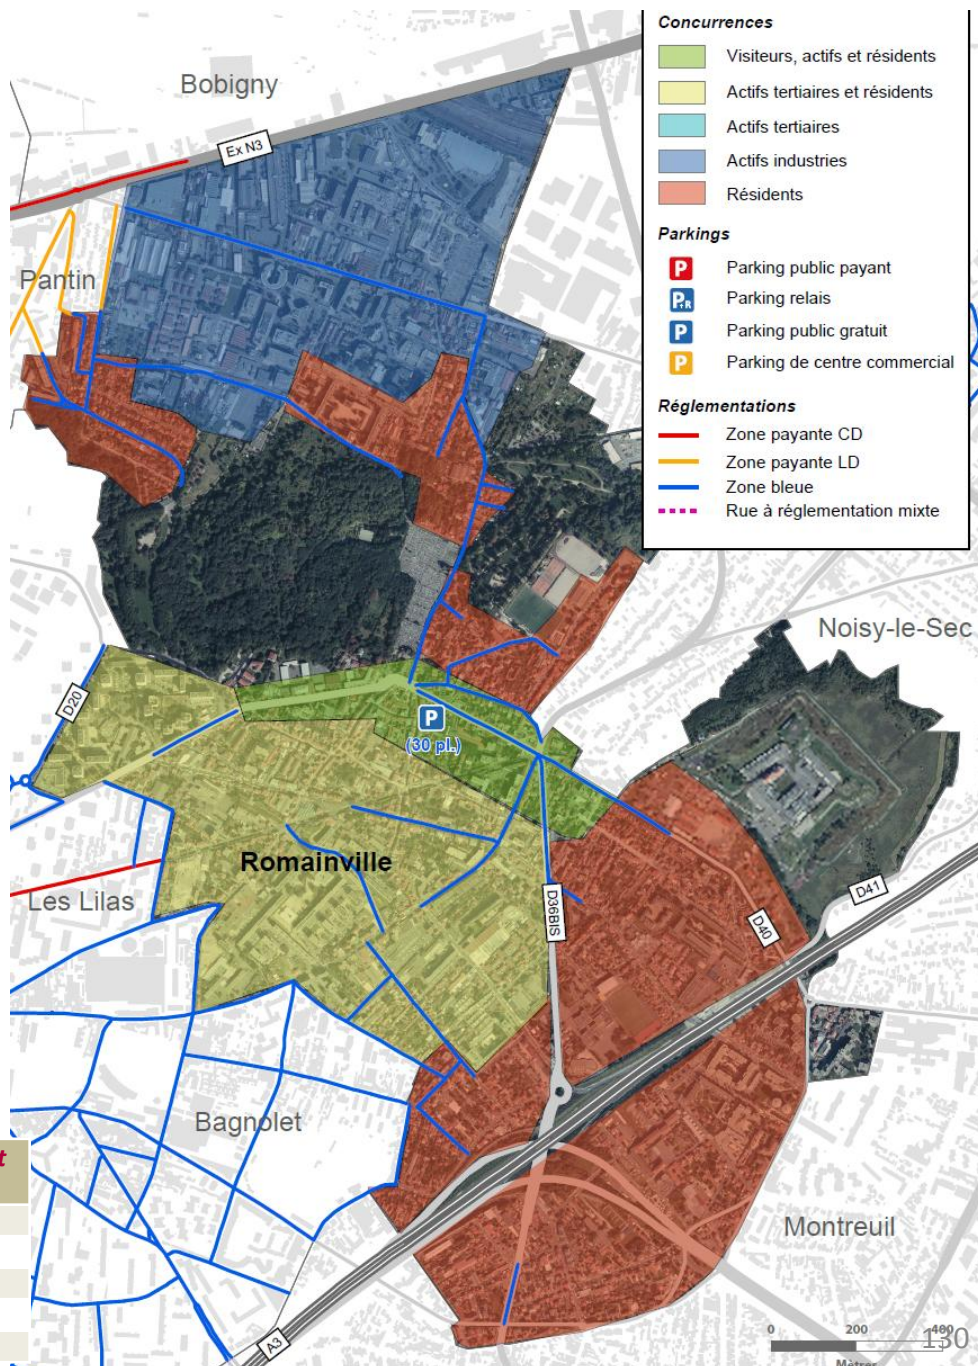 Concurrences
Visiteurs, actifs et résidents
Actifs tertiaires et résidents
Actifs tertiaires
Actifs industries
Résidents
Parkings
P Parking public payant
P+R Parking relais
P Parking public gratuit
P Parking de centre commercial
Réglementations
Zone payante CD
Zone payante LD
Zone bleue
Rue à réglementation mixte
Bobigny
Ex N3
Pantin
Noisy-le-Sec
D20
P
(30 pl.)
Romainville
Les Lilas
D36BIS
D40
D41
Bagnolet
t
Montreuil
A3
0 200 400
Mètres
130